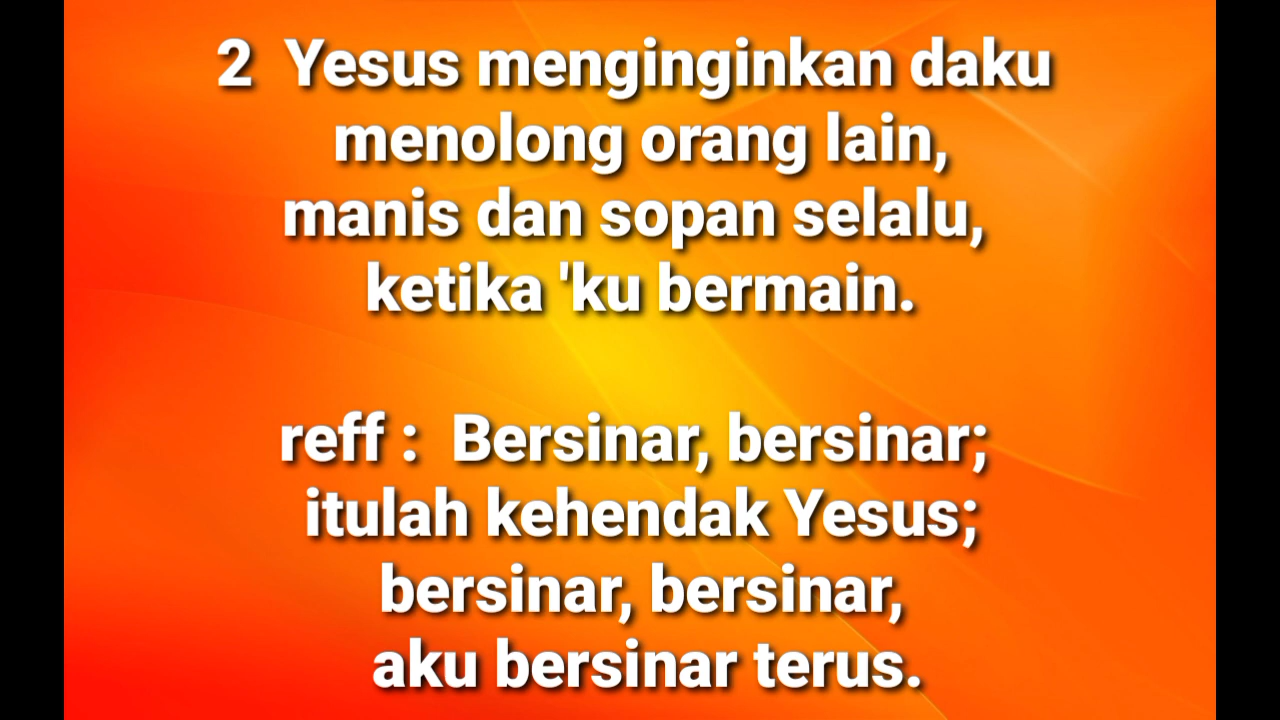 2  Yesus menginginkan daku
menolong orang lain,
manis dan sopan selalu,
ketika 'ku bermain.
reff :  Bersinar, bersinar;
itulah kehendak Yesus;
bersinar, bersinar,
aku bersinar terus.